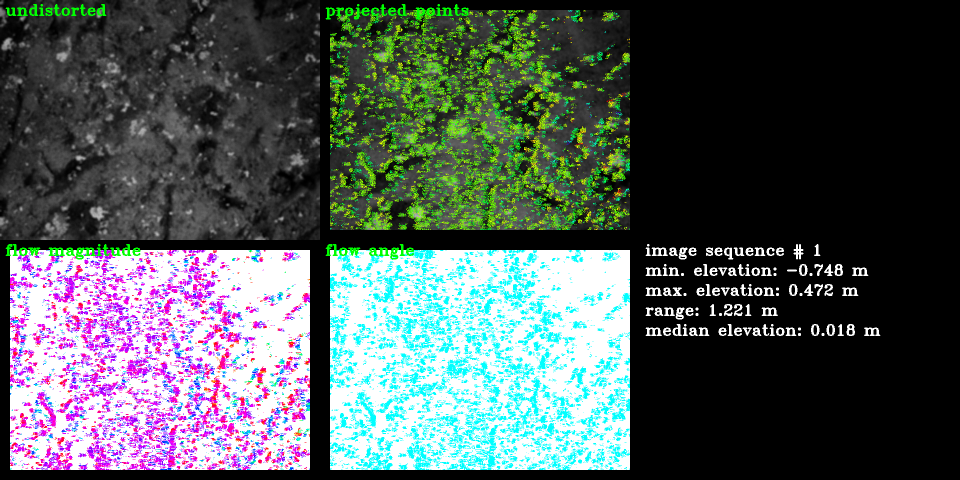 undistorted
projected points
flow magnitude
flow angle
image sequence # 1
min. elevation: -0.748 m
max. elevation: 0.472 m
range: 1.221 m
median elevation: 0.018 m